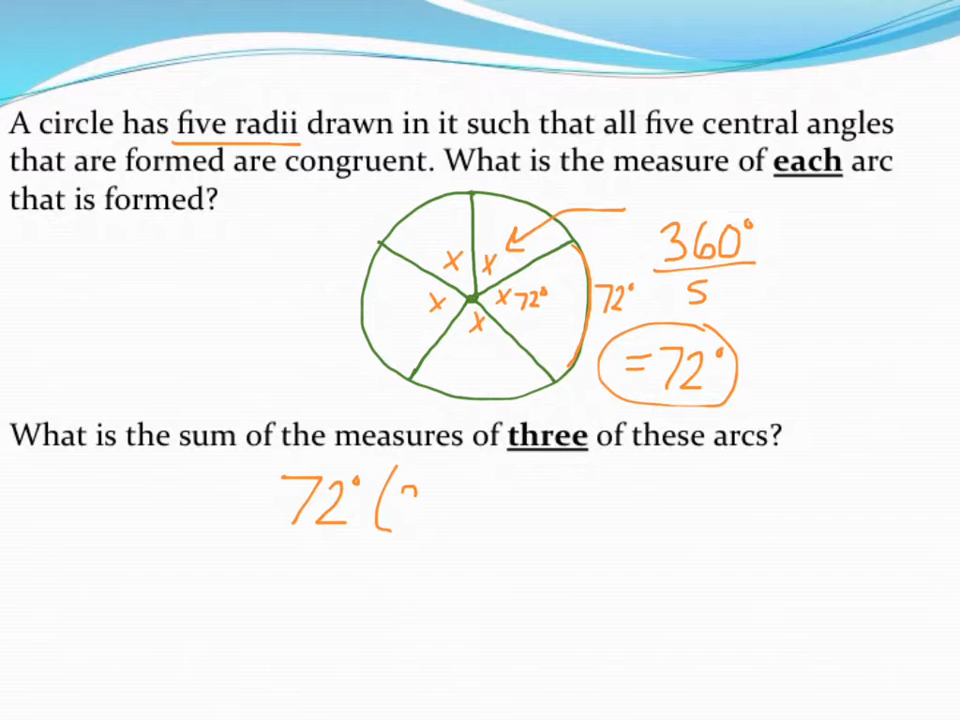 A circle has five radii drawn in it such that all five central angles
that are formed are congruent. What is the measure of each arc
that is formed?
x x
x x 72°
x
72°
360°
5
= 72°
What is the sum of the measures of three of these arcs?
72° (